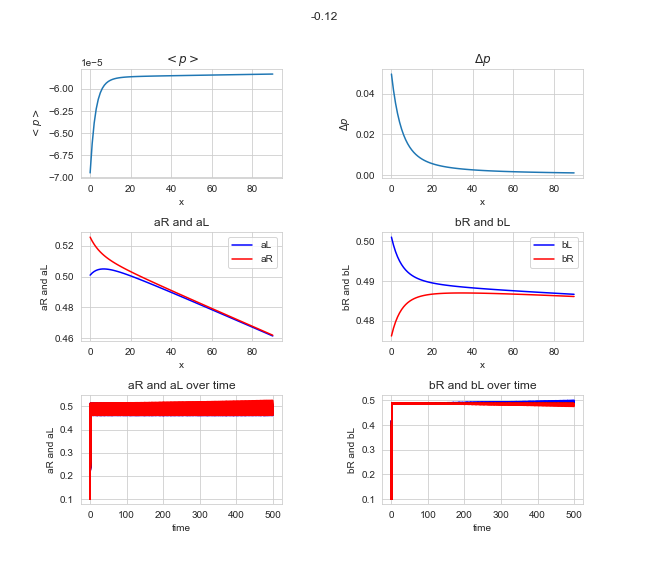 -0.12
< p >
1e−5
−6.00
−6.25
−6.50
−6.75
−7.00
< p >
0 20 40 60 80
x
Δp
0.04
0.02
0.00
Δp
0 20 40 60 80
x
aR and aL
0.52
0.50
0.48
0.46
aR and aL
aL
aR
0 20 40 60 80
x
bR and bL
0.50
0.49
0.48
bR and bL
bL
bR
0 20 40 60 80
x
aR and aL over time
0.5
0.4
0.3
0.2
0.1
aR and aL
0 100 200 300 400 500
time
bR and bL over time
0.5
0.4
0.3
0.2
0.1
bR and bL
0 100 200 300 400 500
time